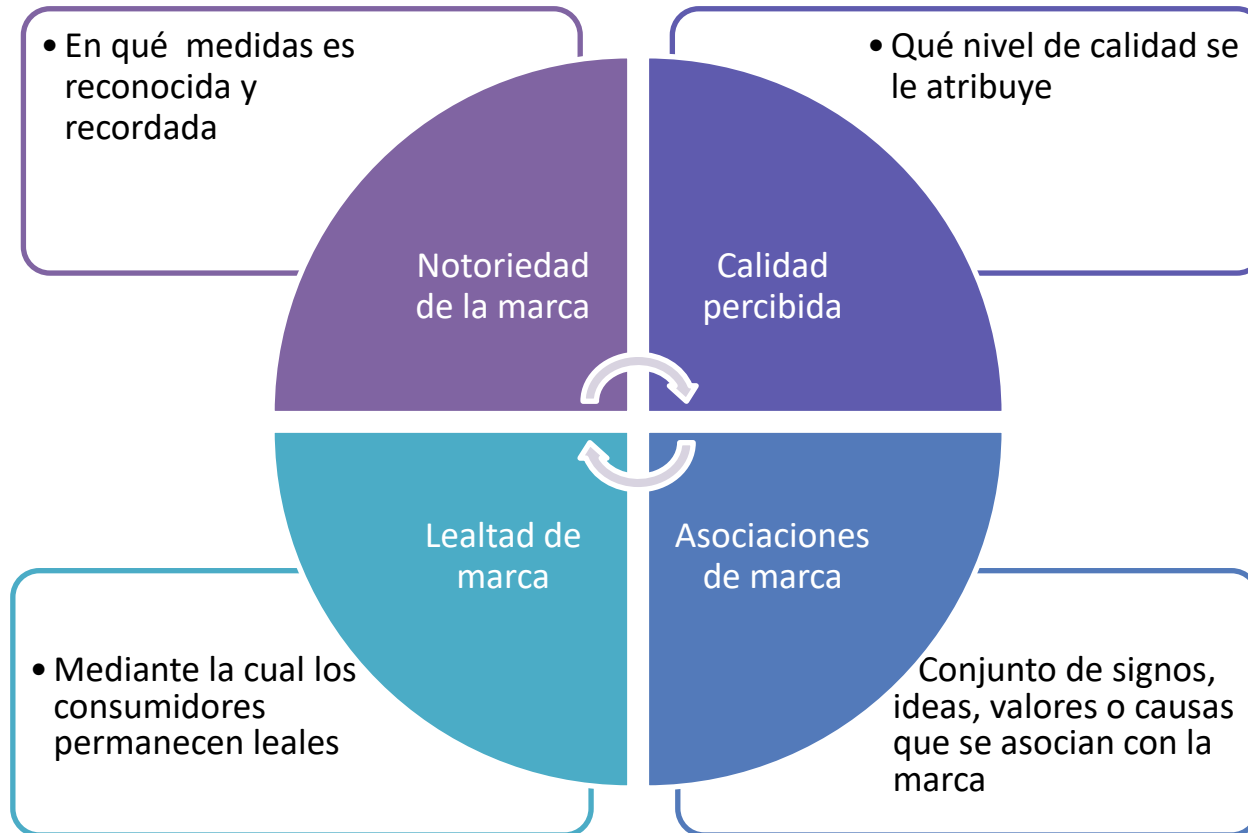 • En qué medidas es
reconocida y
recordada
• Qué nivel de calidad se
le atribuye
Notoriedad
de la marca
Calidad
percibida
Lealtad de
marca
Asociaciones
de marca
• Mediante la cual los
consumidores
permanecen leales
Conjunto de signos,
ideas, valores o causas
que se asocian con la
marca